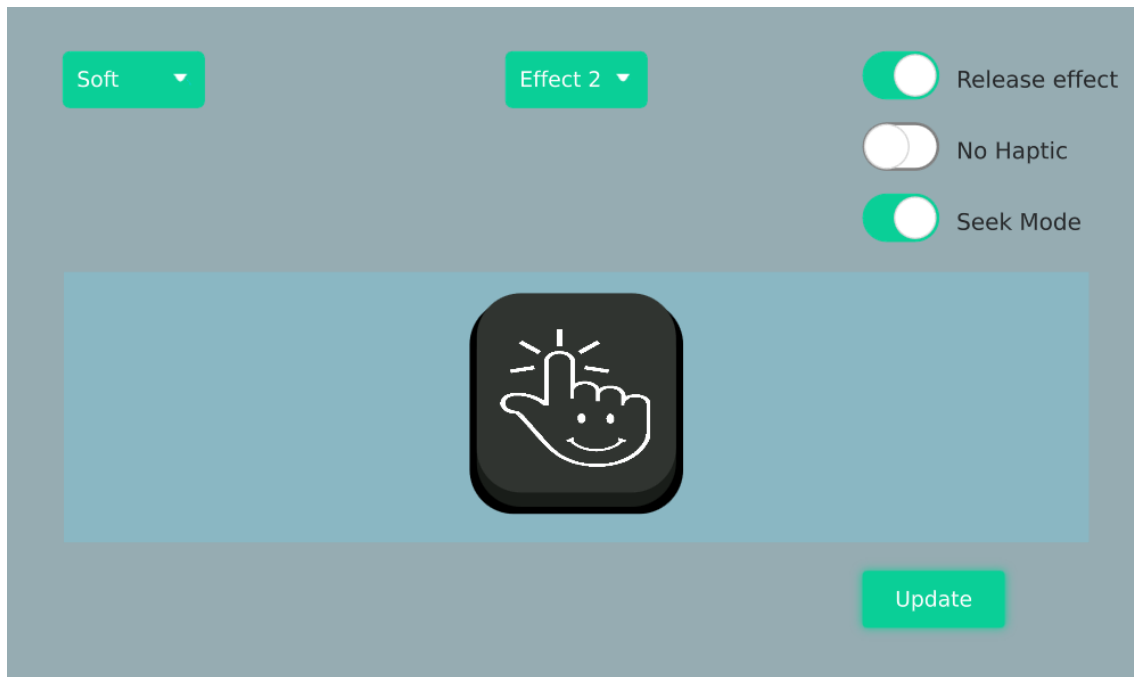 Soft
Effect 2
Release effect
No Haptic
Seek Mode
Update